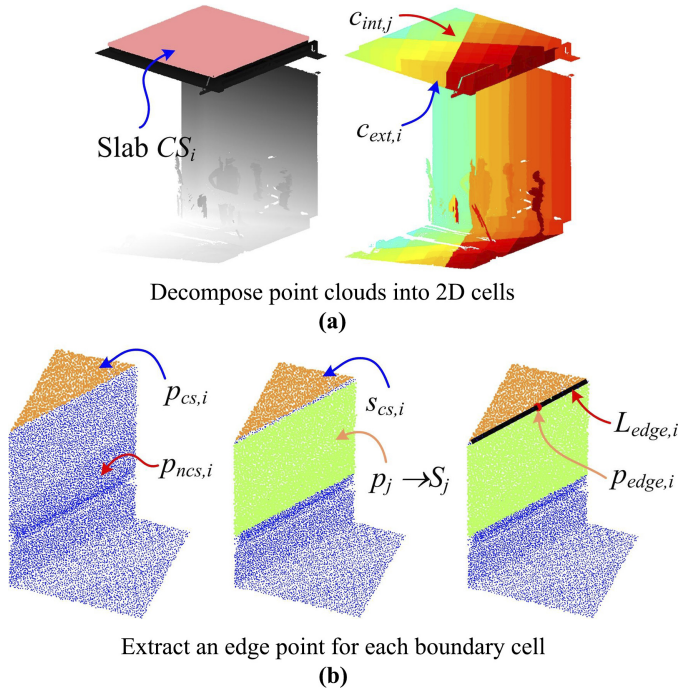 c_int,j
Slab CS_i
c_ext,i
Decompose point clouds into 2D cells
(a)
p_cs,i
p_ncs,i
s_cs,i
p_j → S_j
L_edge,i
p_edge,i
Extract an edge point for each boundary cell
(b)